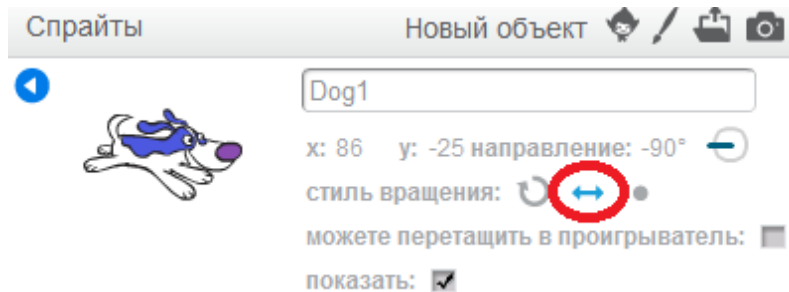 Спрайты Новый объект
Dog1
x: 86 y: -25 направление: -90°
стиль вращения:
можете перетащить в проигрыватель:
показать: